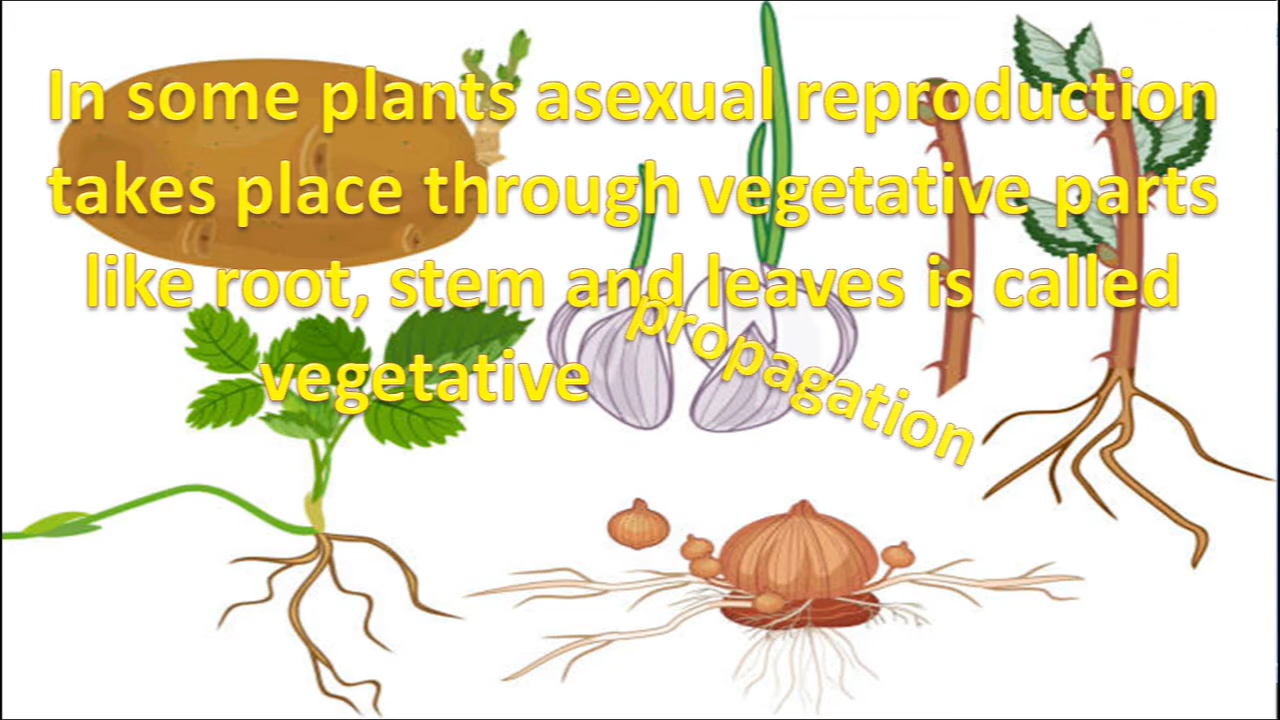 In some plants asexual reproduction
takes place through vegetative parts
like root, stem and leaves is called
vegetative propagation